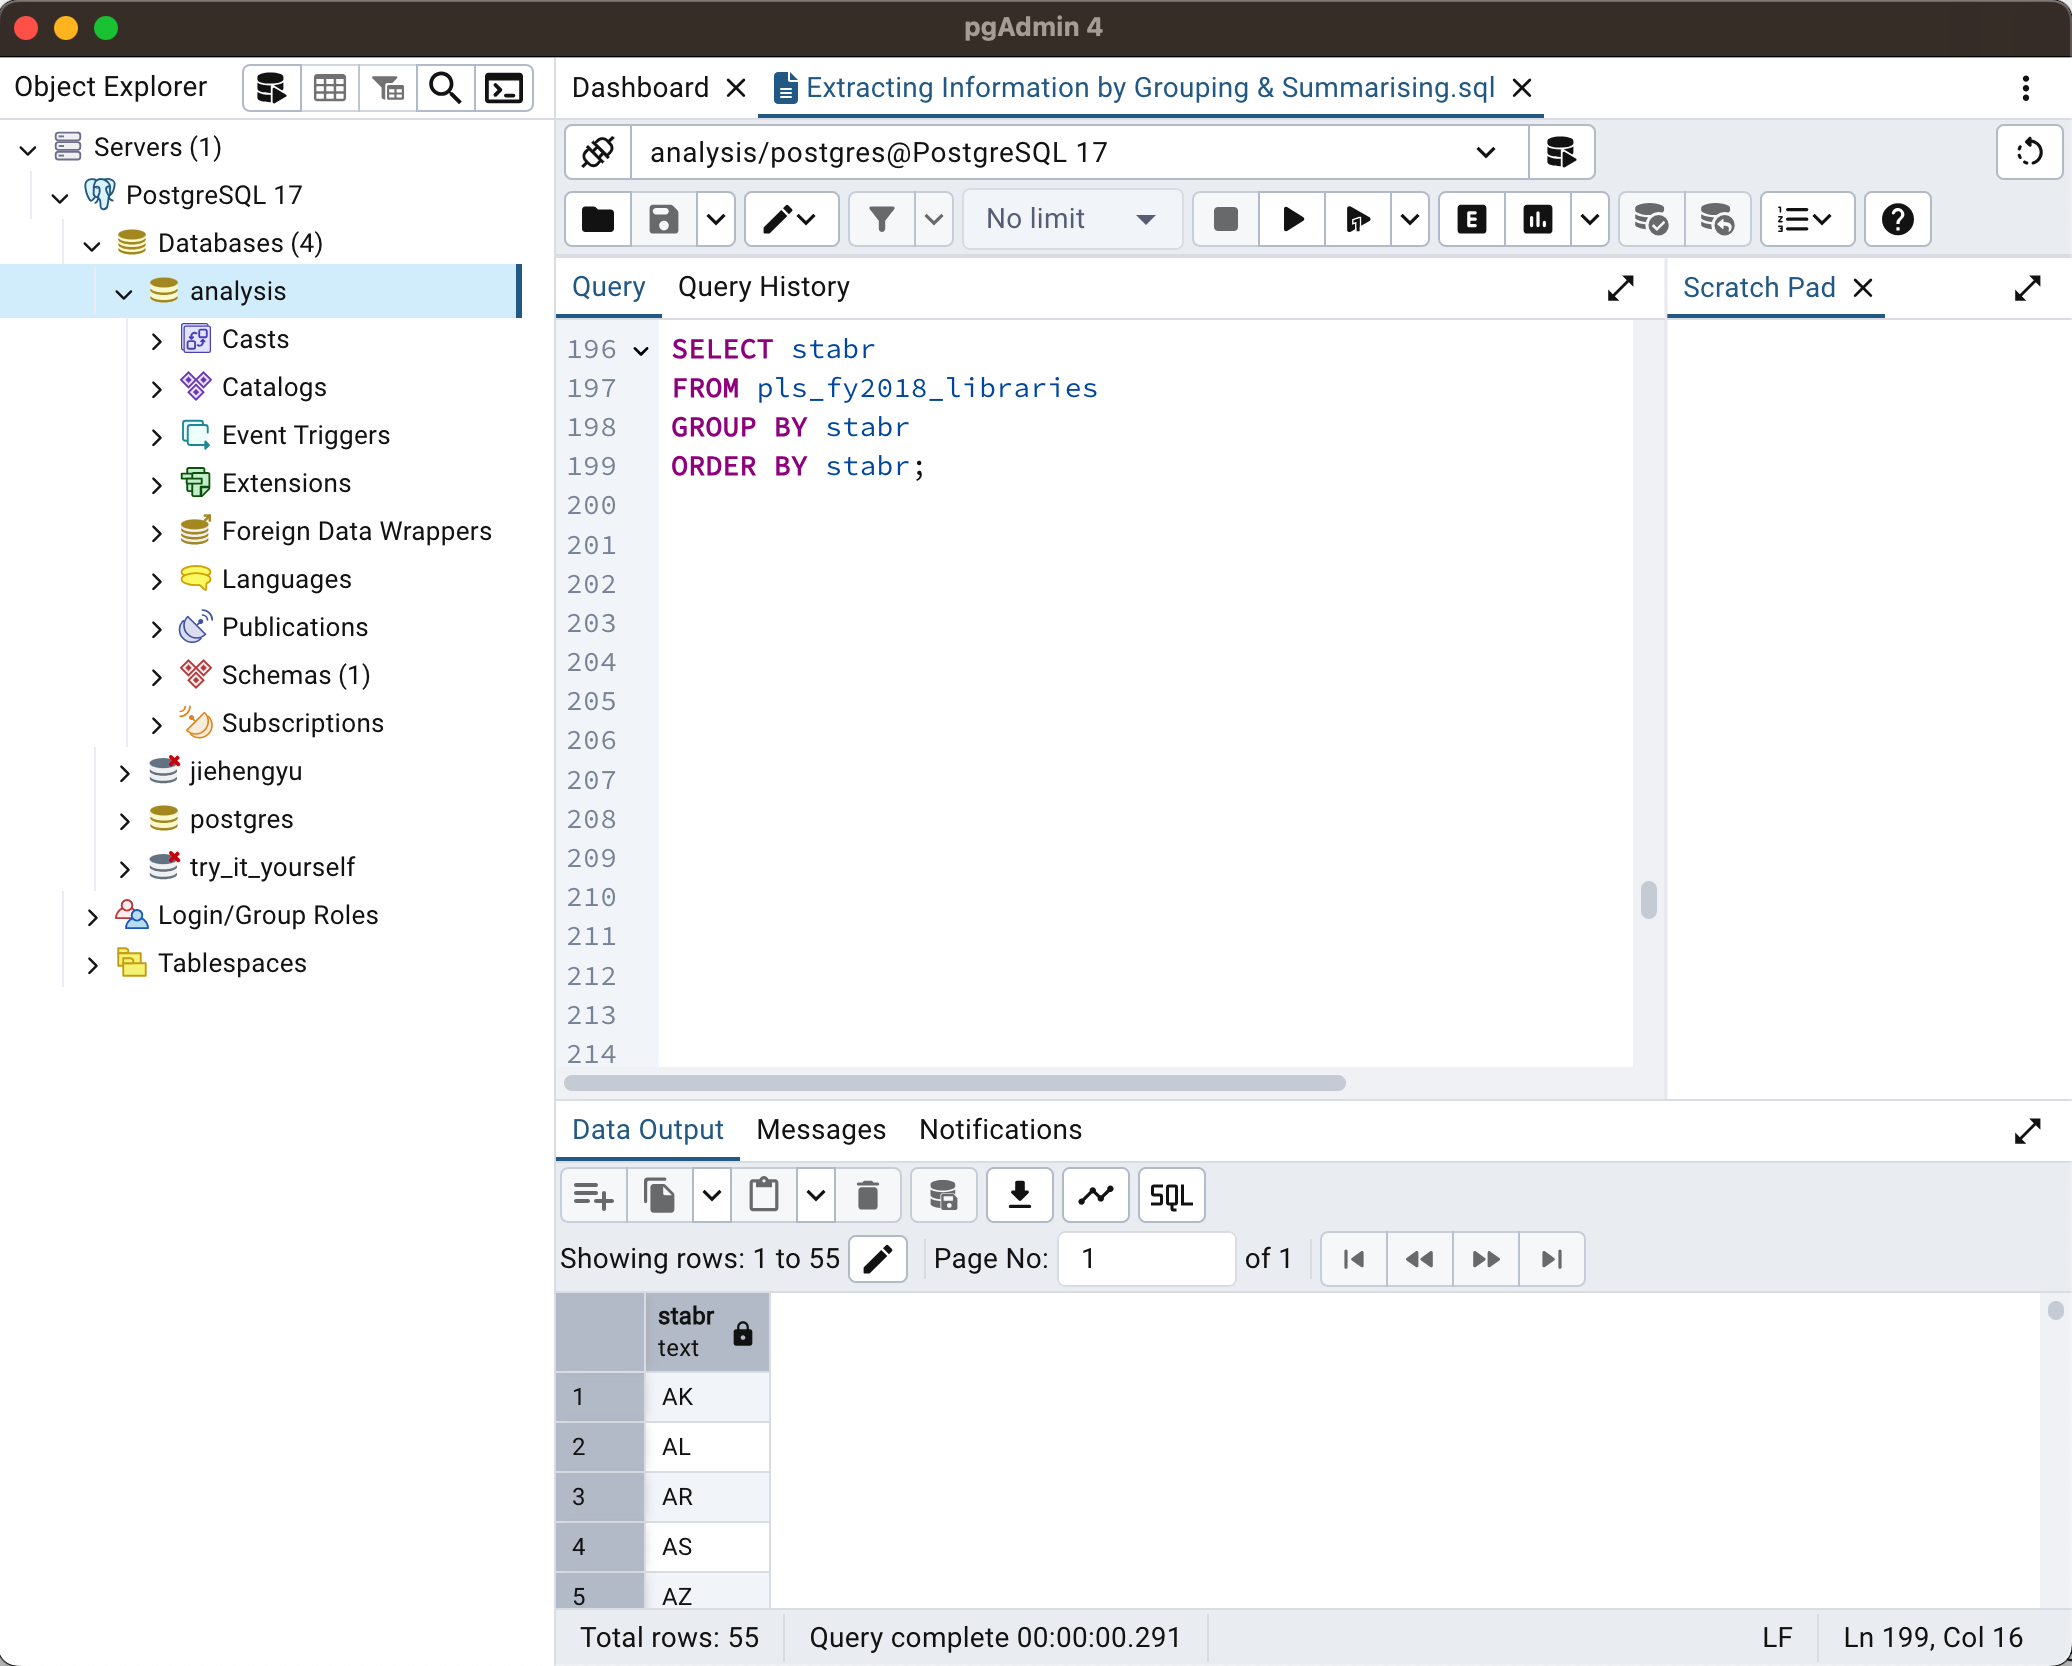 pgAdmin 4
Object Explorer
Dashboard
Extracting Information by Grouping & Summarising.sql
Servers (1)
PostgreSQL 17
Databases (4)
analysis
Casts
Catalogs
Event Triggers
Extensions
Foreign Data Wrappers
Languages
Publications
Schemas (1)
Subscriptions
jiehengyu
postgres
try_it_yourself
Login/Group Roles
Tablespaces
analysis/postgres@PostgreSQL 17
No limit
E
Query
Query History
Scratch Pad
196 SELECT stabr
197 FROM pls_fy2018_libraries
198 GROUP BY stabr
199 ORDER BY stabr;
200
201
202
203
204
205
206
207
208
209
210
211
212
213
214
Data Output
Messages
Notifications
SQL
Showing rows: 1 to 55
Page No: 1 of 1
stabr
text
1 AK
2 AL
3 AR
4 AS
5 AZ
Total rows: 55
Query complete 00:00:00.291
LF
Ln 199, Col 16